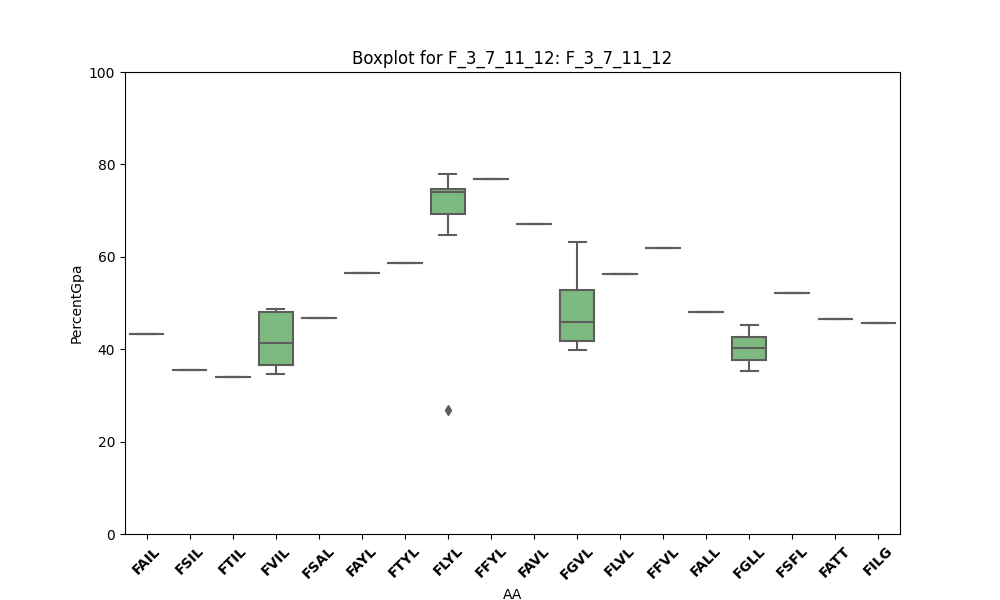 Boxplot for F_3_7_11_12: F_3_7_11_12
100
80
60
40
20
0
PercentGpa
FAIL FSIL FTIL FVIL FSAL FAYL FTYL FLYL FFYL FAVL FGVL FLVL FFVL FALL FGLL FSFL FATT FILG
AA